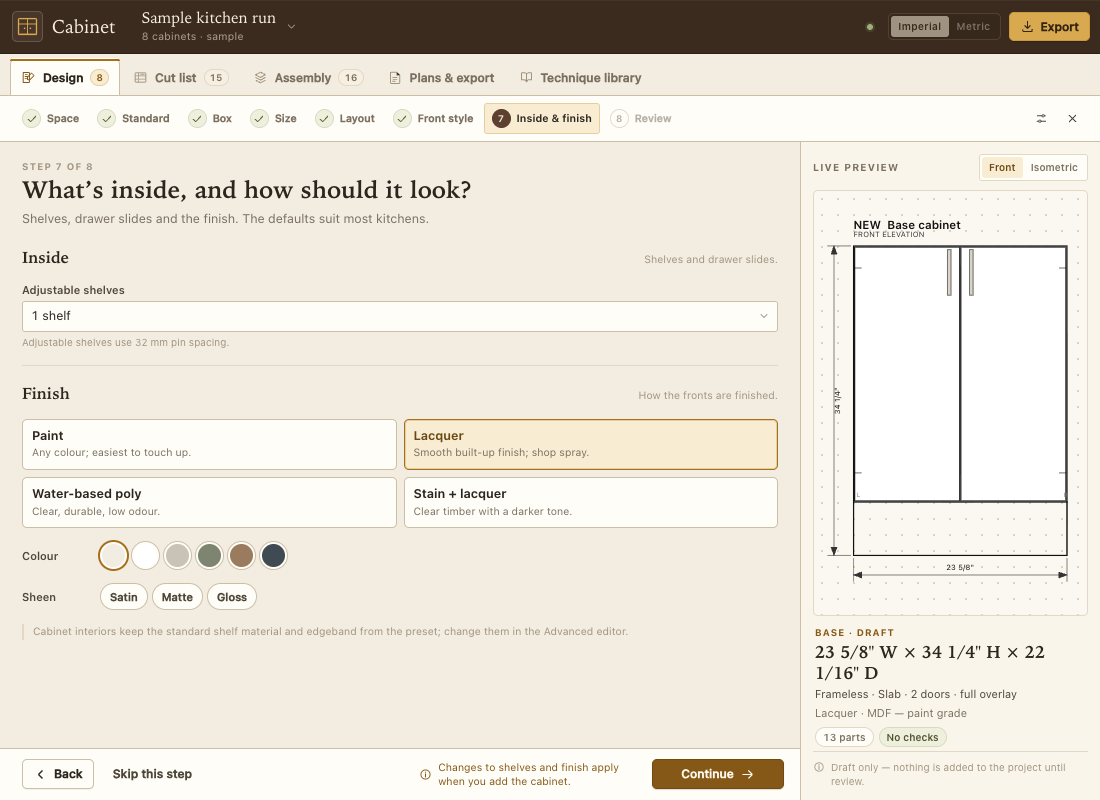 Cabinet
Sample kitchen run
8 cabinets · sample
Imperial Metric
Export
Design 8
Cut list 15
Assembly 16
Plans & export
Technique library
Space
Standard
Box
Size
Layout
Front style
7 Inside & finish
8 Review
STEP 7 OF 8
What's inside, and how should it look?
Shelves, drawer slides and the finish. The defaults suit most kitchens.
Inside
Shelves and drawer slides.
Adjustable shelves
1 shelf
Adjustable shelves use 32 mm pin spacing.
Finish
How the fronts are finished.
Paint
Any colour; easiest to touch up.
Lacquer
Smooth built-up finish; shop spray.
Water-based poly
Clear, durable, low odour.
Stain + lacquer
Clear timber with a darker tone.
Colour
Sheen
Satin Matte Gloss
Cabinet interiors keep the standard shelf material and edgeband from the preset; change them in the Advanced editor.
Back
Skip this step
Changes to shelves and finish apply
when you add the cabinet.
Continue →
LIVE PREVIEW
Front Isometric
NEW Base cabinet
FRONT ELEVATION
34 1/4"
L
23 5/8"
BASE · DRAFT
23 5/8" W × 34 1/4" H × 22
1/16" D
Frameless · Slab · 2 doors · full overlay
Lacquer · MDF — paint grade
13 parts
No checks
Draft only — nothing is added to the project until
review.